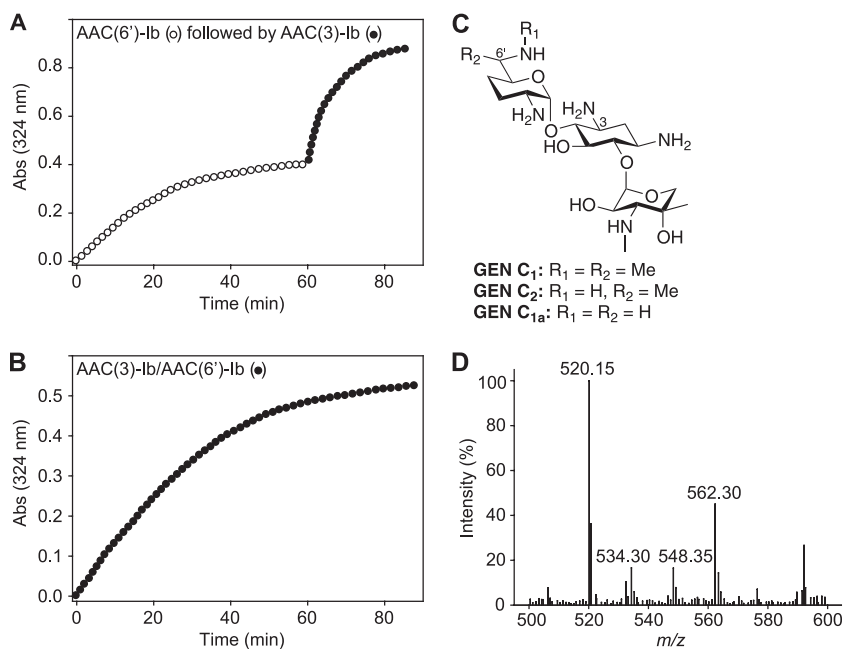 A
AAC(6')-Ib (○) followed by AAC(3)-Ib (●)
Abs (324 nm)
0.8
0.6
0.4
0.2
0.0
0 20 40 60 80
Time (min)
B
AAC(3)-Ib/AAC(6')-Ib (●)
Abs (324 nm)
0.5
0.4
0.3
0.2
0.1
0.0
0 20 40 60 80
Time (min)
C
R1
R2 6' NH
O
H2N H2N 3
O NH2
HO
O
HO O
HN OH
GEN C1: R1 = R2 = Me
GEN C2: R1 = H, R2 = Me
GEN C1a: R1 = R2 = H
D
Intensity (%)
100
80
60
40
20
0
520.15
562.30
534.30 548.35
500 520 540 560 580 600
m/z